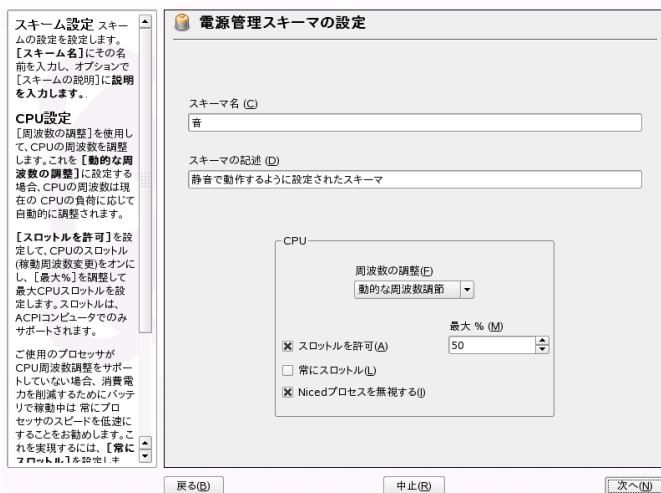 スキーム設定 スキー
ムの設定を設定します。
[スキーム名]にその名
前を入力し、オプションで
[スキームの説明]に説明
を入力します。.
CPU設定
[周波数の調整]を使用し
て、CPUの周波数を調整
します。これを [動的な周
波数の調整]に設定する
場合、CPUの周波数は現
在の CPUの負荷に応じて
自動的に調整されます。
[スロットルを許可]を設
定して、CPUのスロットル
(稼動周波数変更)をオンに
し、[最大%]を調整して
最大CPUスロットルを設
定します。スロットルは、
ACPIコンピュータでのみ
サポートされます。
ご使用のプロセッサが
CPU周波数調整をサポー
トしていない場合、消費電
力を削減するためにバッテ
リで稼動中は 常にプロ
セッサのスピードを低速に
することをお勧めします。こ
れを実現するには、[常に
スロットル]を設定しま
電源管理スキーマの設定
スキーマ名 (C)
音
スキーマの記述 (D)
静音で動作するように設定されたスキーマ
CPU
周波数の調整(F)
動的な周波数調節
最大 % (M)
スロットルを許可(A)
50
常にスロットル(L)
Nicedプロセスを無視する(I)
戻る(B)
中止(R)
次へ(N)